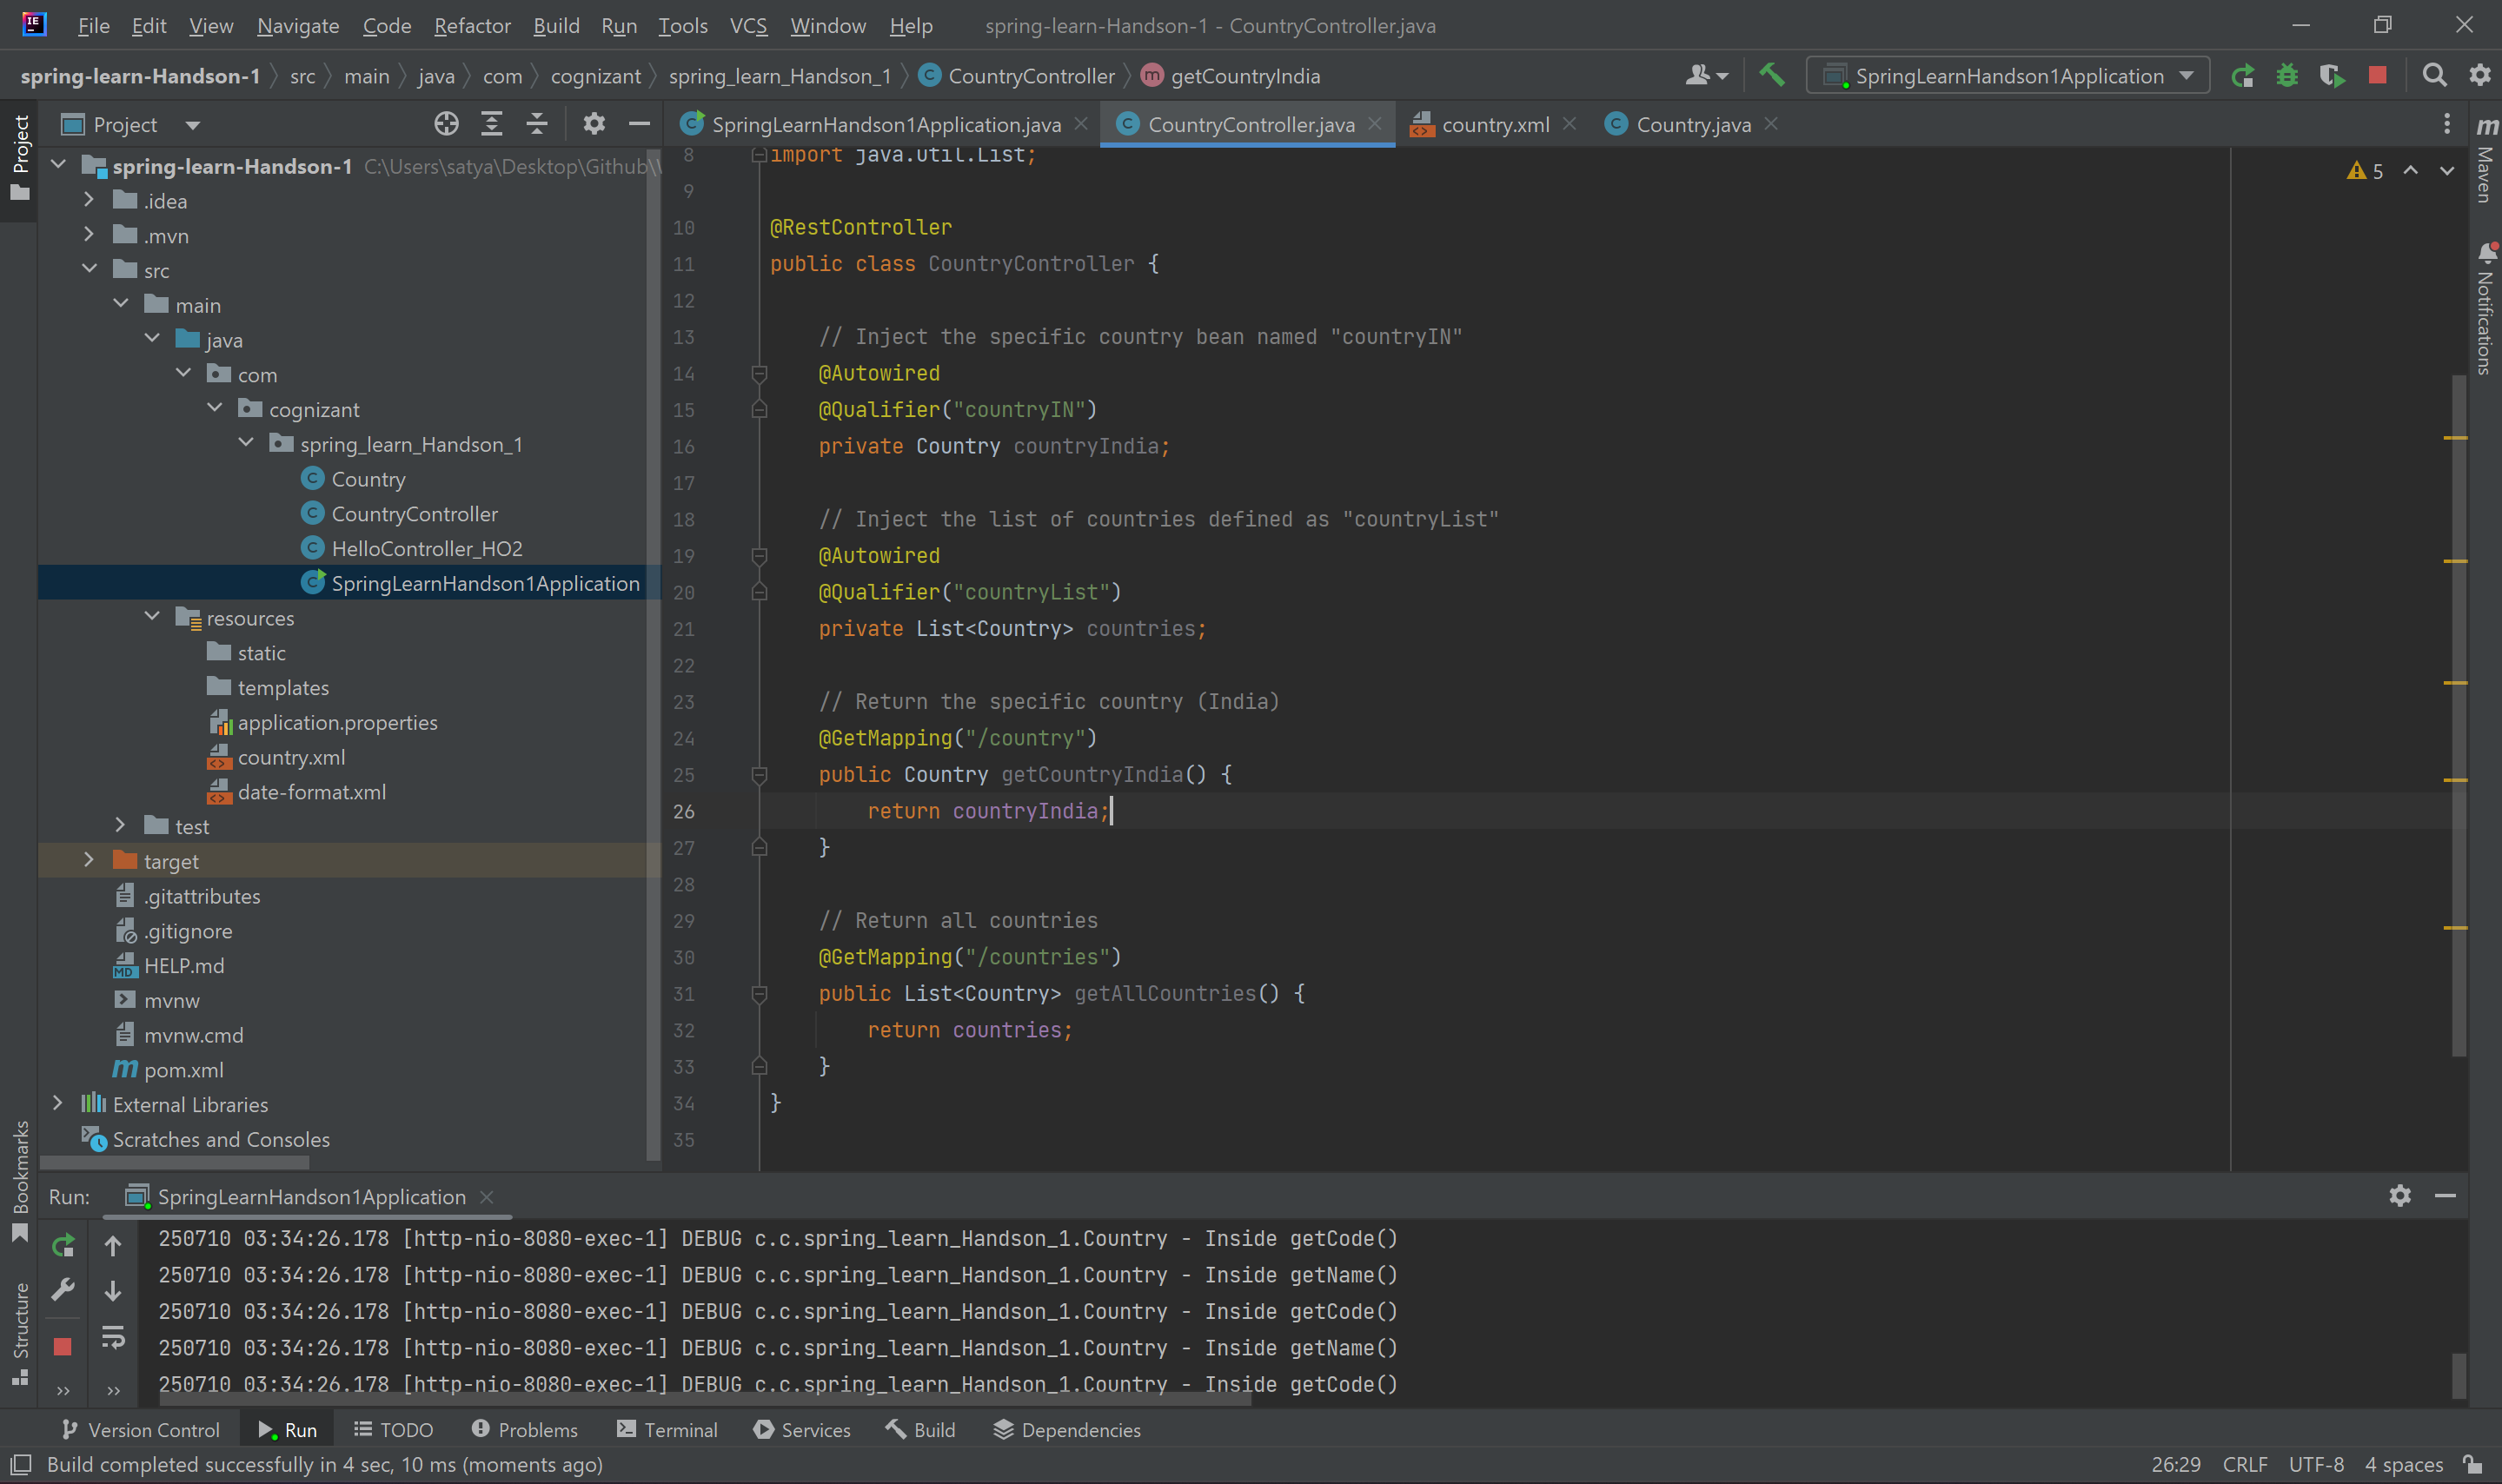 File Edit View Navigate Code Refactor Build Run Tools VCS Window Help spring-learn-Handson-1 - CountryController.java
spring-learn-Handson-1 src main java com cognizant spring_learn_Handson_1 CountryController getCountryIndia SpringLearnHandson1Application
Project SpringLearnHandson1Application.java CountryController.java country.xml Country.java
Project
Bookmarks
Structure
Maven
Notifications
spring-learn-Handson-1 C:\Users\satya\Desktop\Github\
.idea
.mvn
src
main
java
com
cognizant
spring_learn_Handson_1
Country
CountryController
HelloController_HO2
SpringLearnHandson1Application
resources
static
templates
application.properties
country.xml
date-format.xml
test
target
.gitattributes
.gitignore
HELP.md
mvnw
mvnw.cmd
pom.xml
External Libraries
Scratches and Consoles
5
8 import java.util.List;
9
10 @RestController
11 public class CountryController {
12
13 // Inject the specific country bean named "countryIN"
14 @Autowired
15 @Qualifier("countryIN")
16 private Country countryIndia;
17
18 // Inject the list of countries defined as "countryList"
19 @Autowired
20 @Qualifier("countryList")
21 private List<Country> countries;
22
23 // Return the specific country (India)
24 @GetMapping("/country")
25 public Country getCountryIndia() {
26 return countryIndia;
27 }
28
29 // Return all countries
30 @GetMapping("/countries")
31 public List<Country> getAllCountries() {
32 return countries;
33 }
34 }
35
Run: SpringLearnHandson1Application
250710 03:34:26.178 [http-nio-8080-exec-1] DEBUG c.c.spring_learn_Handson_1.Country - Inside getCode()
250710 03:34:26.178 [http-nio-8080-exec-1] DEBUG c.c.spring_learn_Handson_1.Country - Inside getName()
250710 03:34:26.178 [http-nio-8080-exec-1] DEBUG c.c.spring_learn_Handson_1.Country - Inside getCode()
250710 03:34:26.178 [http-nio-8080-exec-1] DEBUG c.c.spring_learn_Handson_1.Country - Inside getName()
250710 03:34:26.178 [http-nio-8080-exec-1] DEBUG c.c.spring_learn_Handson_1.Country - Inside getCode()
Version Control Run TODO Problems Terminal Services Build Dependencies
Build completed successfully in 4 sec, 10 ms (moments ago) 26:29 CRLF UTF-8 4 spaces